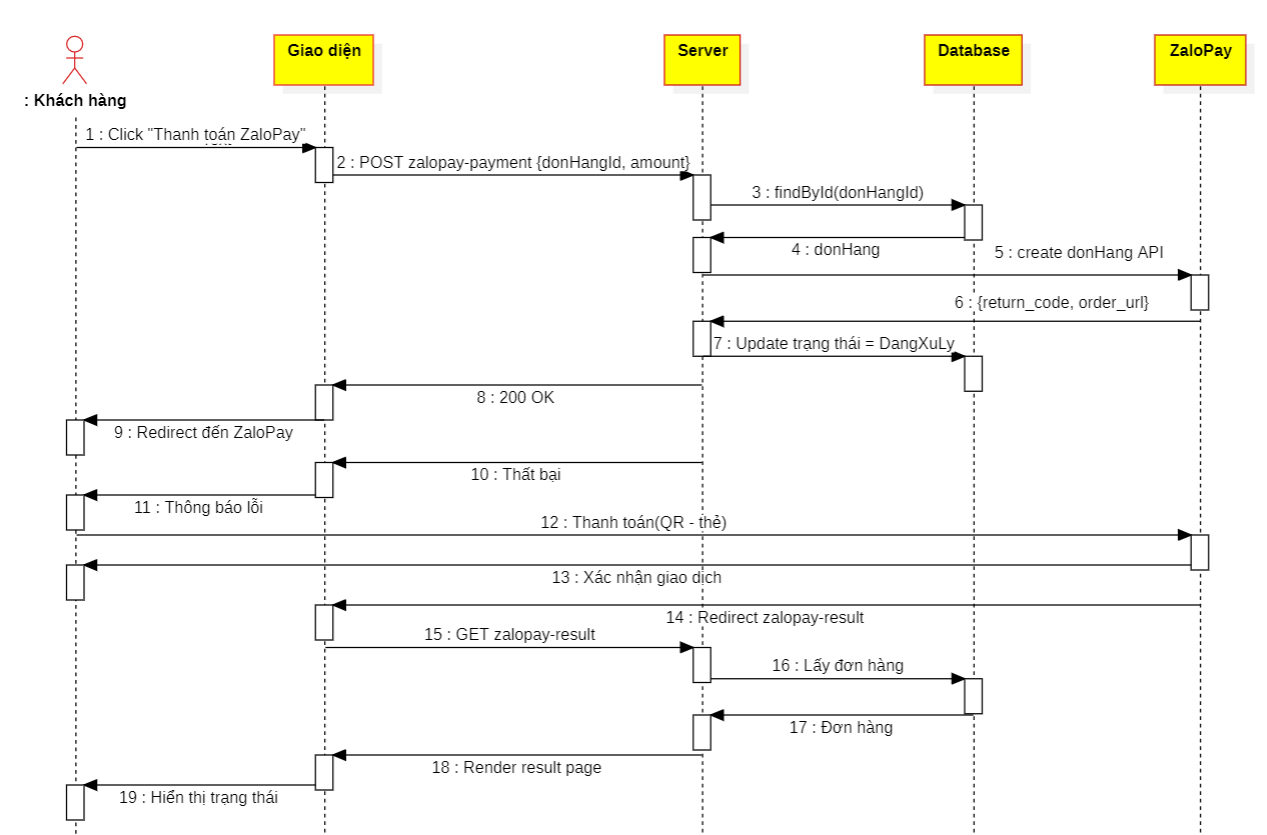 Giao diện
Server
Database
ZaloPay
: Khách hàng
1 : Click "Thanh toán ZaloPay"
2 : POST zalopay-payment {donHangId, amount}
3 : findById(donHangId)
4 : donHang
5 : create donHang API
6 : {return_code, order_url}
7 : Update trạng thái = DangXuLy
8 : 200 OK
9 : Redirect đến ZaloPay
10 : Thất bại
11 : Thông báo lỗi
12 : Thanh toán(QR - thẻ)
13 : Xác nhận giao dịch
14 : Redirect zalopay-result
15 : GET zalopay-result
16 : Lấy đơn hàng
17 : Đơn hàng
18 : Render result page
19 : Hiển thị trạng thái